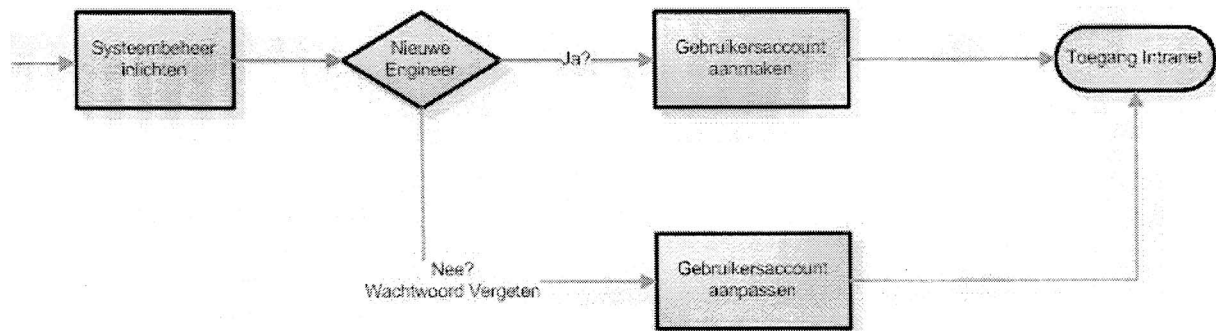 Systeembeheer
inlichten
Nieuwe
Engineer
Ja?
Gebruikersaccount
aanmaken
Toegang Intranet
Nee?
Wachtwoord Vergeten
Gebruikersaccount
aanpassen